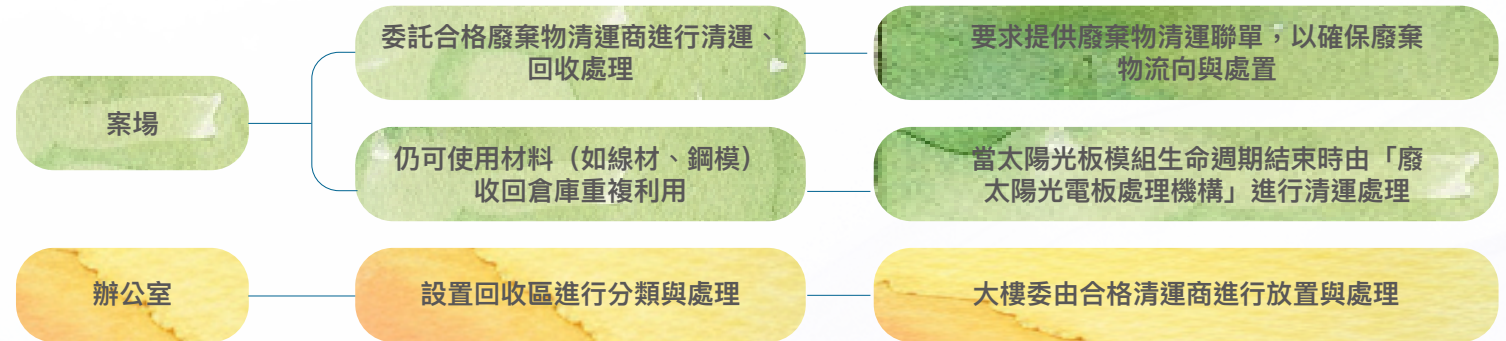 委託合格廢棄物清運商進行清運、
回收處理
要求提供廢棄物清運聯單，以確保廢棄
物流向與處置
案場
仍可使用材料（如線材、鋼模）
收回倉庫重複利用
當太陽光板模組生命週期結束時由「廢
太陽光電板處理機構」進行清運處理
辦公室
設置回收區進行分類與處理
大樓委由合格清運商進行放置與處理